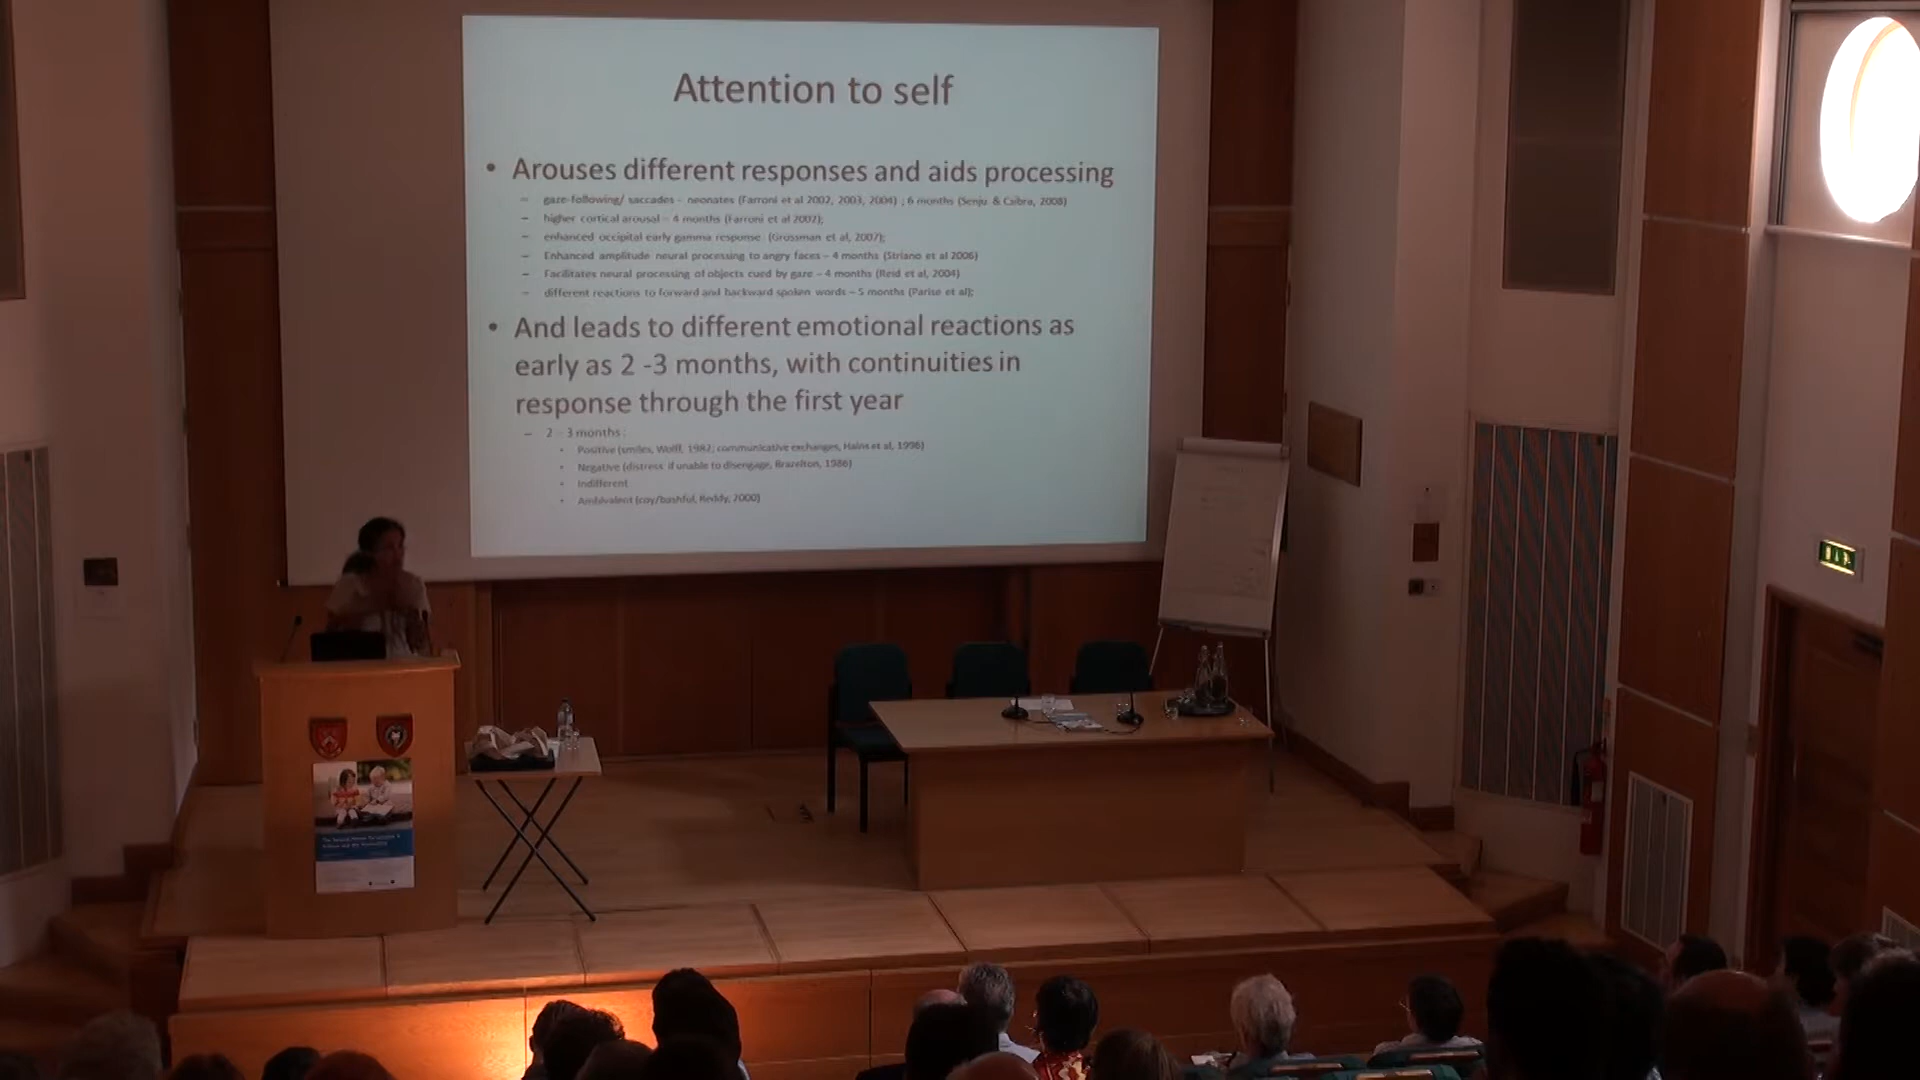 Attention to self
• Arouses different responses and aids processing
– gaze-following/ saccades – neonates (Farroni et al 2002, 2003, 2004) ; 6 months (Senju & Csibra, 2008)
– higher cortical arousal – 4 months (Farroni et al 2002);
– enhanced occipital early gamma response (Grossman et al, 2007);
– Enhanced amplitude neural processing to angry faces – 4 months (Striano et al 2006)
– Facilitates neural processing of objects cued by gaze – 4 months (Reid et al, 2004)
– different reactions to forward and backward spoken words – 5 months (Parise et al);
• And leads to different emotional reactions as
early as 2 -3 months, with continuities in
response through the first year
– 2 – 3 months :
• Positive (smiles, Wolff, 1987; communicative exchanges, Hains et al, 1996)
• Negative (distress if unable to disengage, Brazelton, 1986)
• Indifferent
• Ambivalent (coy/bashful, Reddy, 2000)